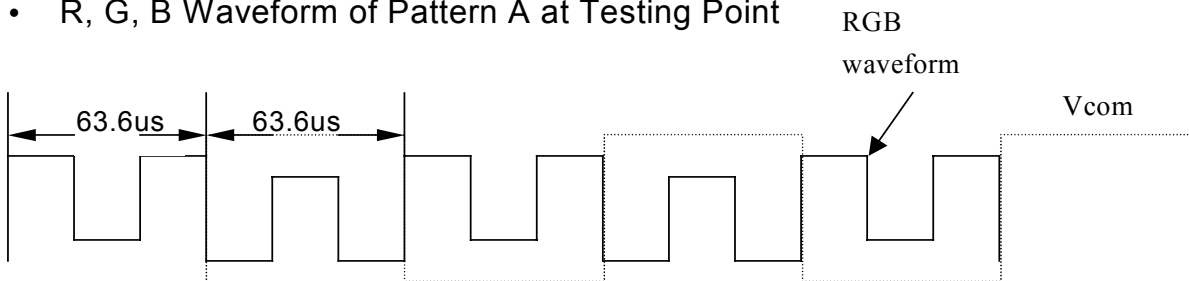 • R, G, B Waveform of Pattern A at Testing Point
RGB
waveform
63.6us
63.6us
Vcom